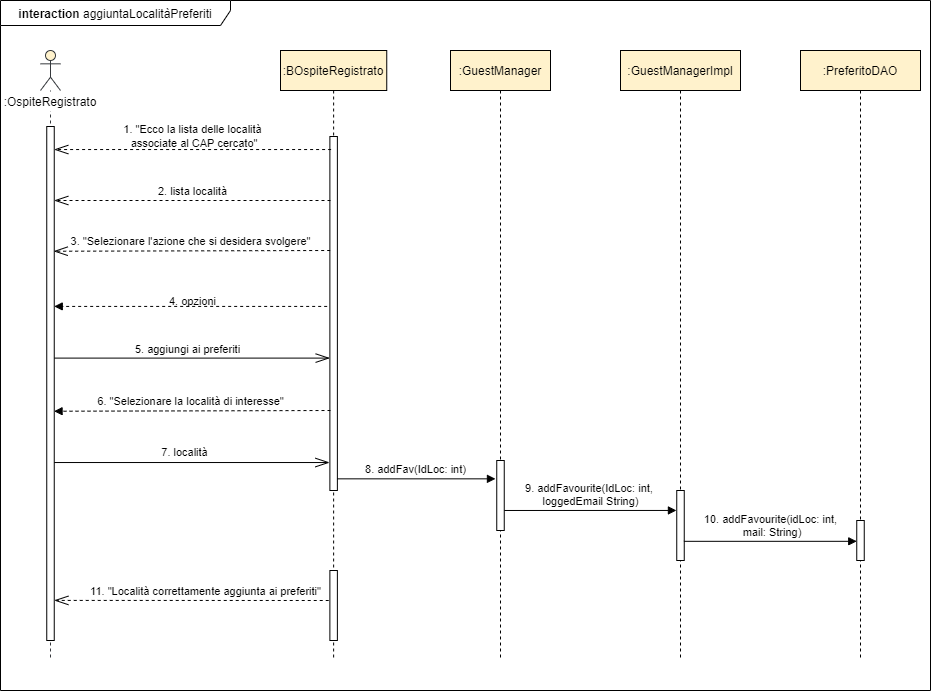 interaction aggiuntaLocalitàPreferiti
:OspiteRegistrato
:BOspiteRegistrato
:GuestManager
:GuestManagerImpl
:PreferitoDAO
1. "Ecco la lista delle località
associate al CAP cercato"
2. lista località
3. "Selezionare l'azione che si desidera svolgere"
4. opzioni
5. aggiungi ai preferiti
6. "Selezionare la località di interesse"
7. località
8. addFav(IdLoc: int)
9. addFavourite(IdLoc: int,
loggedEmail String)
10. addFavourite(idLoc: int,
mail: String)
11. "Località correttamente aggiunta ai preferiti"